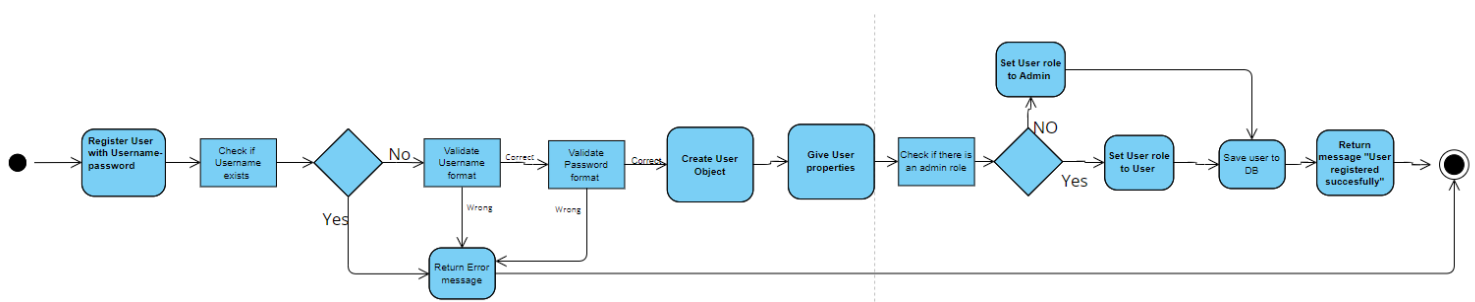 Register User
with Username-
password
Check if
Username
exists
Yes
No
Validate
Username
format
Correct
Wrong
Validate
Password
format
Correct
Wrong
Return Error
message
Create User
Object
Give User
properties
Check if there is
an admin role
NO
Set User role
to Admin
Yes
Set User role
to User
Save user to
DB
Return
message "User
registered
succesfully"